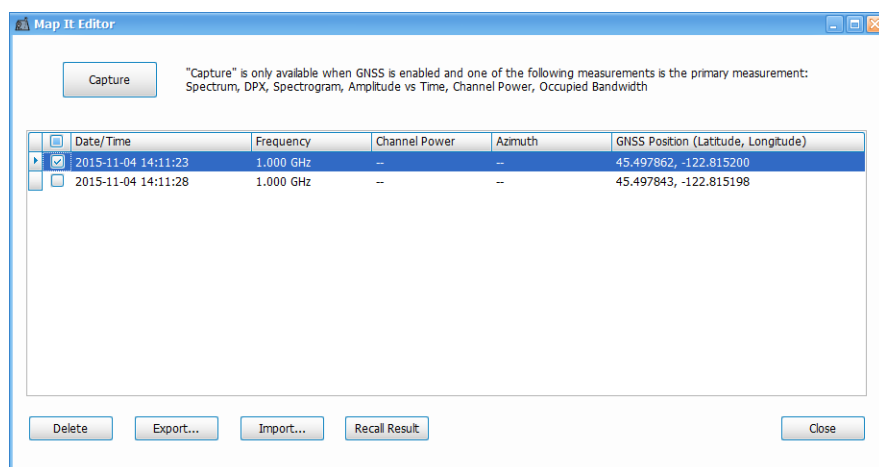 Map It Editor
Capture
"Capture" is only available when GNSS is enabled and one of the following measurements is the primary measurement:
Spectrum, DPX, Spectrogram, Amplitude vs Time, Channel Power, Occupied Bandwidth
Date/Time Frequency Channel Power Azimuth GNSS Position (Latitude, Longitude)
2015-11-04 14:11:23 1.000 GHz -- -- 45.497862, -122.815200
2015-11-04 14:11:28 1.000 GHz -- -- 45.497843, -122.815198
Delete Export... Import... Recall Result Close